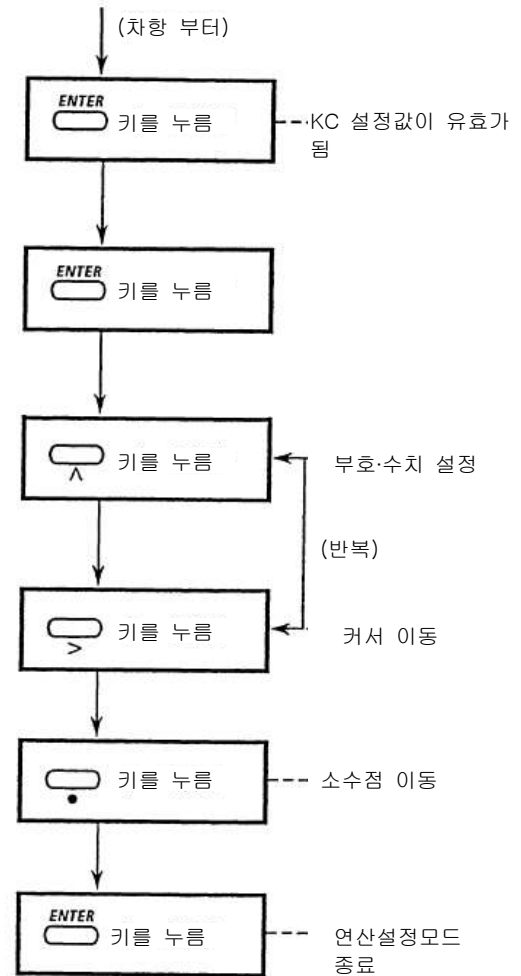 (차항 부터)
ENTER
키를 누름
KC 설정값이 유효가
됨
ENTER
키를 누름
키를 누름
∧
부호·수치 설정
(반복)
키를 누름
>
커서 이동
키를 누름
●
소수점 이동
ENTER
키를 누름
연산설정모드
종료